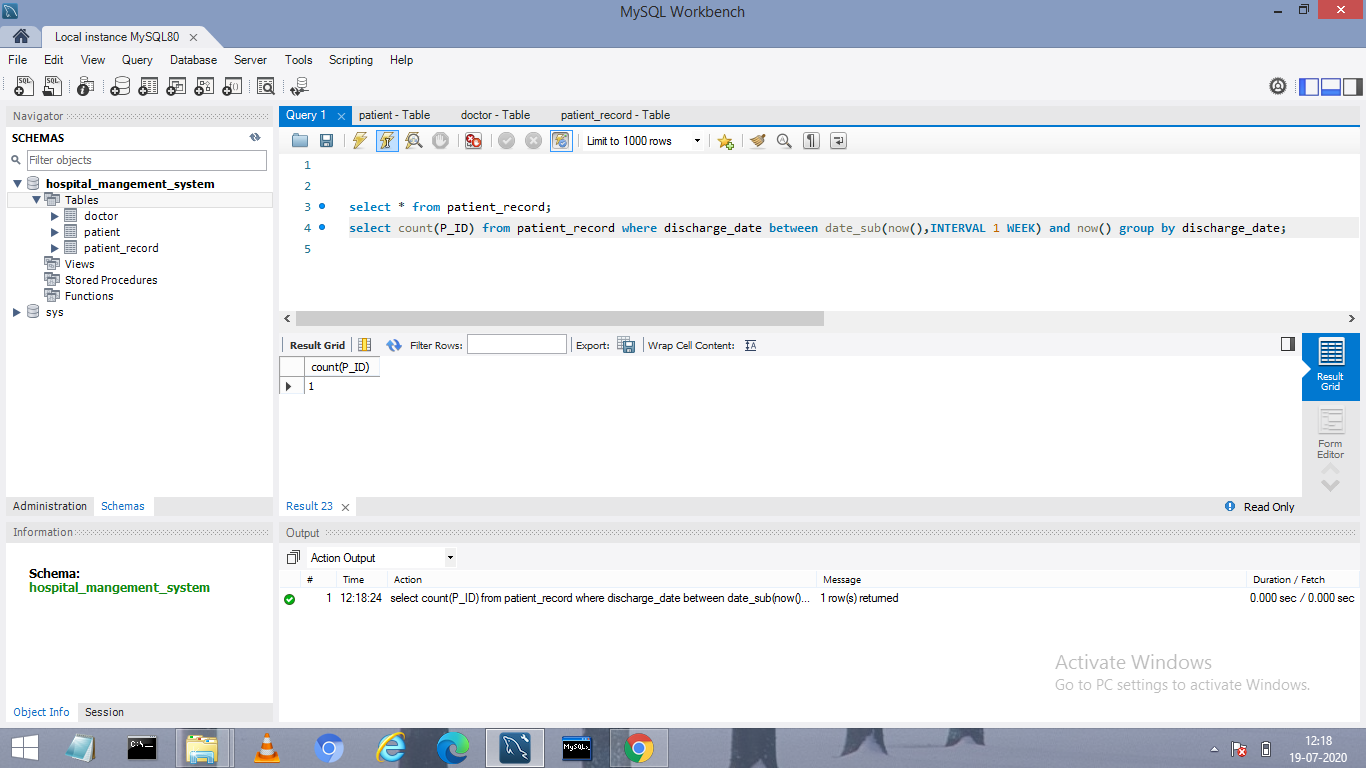 MySQL Workbench
Local instance MySQL80
File Edit View Query Database Server Tools Scripting Help
Navigator
SCHEMAS
Filter objects
hospital_mangement_system
Tables
doctor
patient
patient_record
Views
Stored Procedures
Functions
sys
Administration Schemas
Information
Schema:
hospital_mangement_system
Object Info Session
Query 1 patient - Table doctor - Table patient_record - Table
Limit to 1000 rows
1
2
3 select * from patient_record;
4 select count(P_ID) from patient_record where discharge_date between date_sub(now(),INTERVAL 1 WEEK) and now() group by discharge_date;
5
Result Grid Filter Rows: Export: Wrap Cell Content:
count(P_ID)
1
Result Grid
Form Editor
Result 23 Read Only
Output
Action Output
# Time Action Message Duration / Fetch
1 12:18:24 select count(P_ID) from patient_record where discharge_date between date_sub(now()... 1 row(s) returned 0.000 sec / 0.000 sec
Activate Windows
Go to PC settings to activate Windows.
12:18
19-07-2020